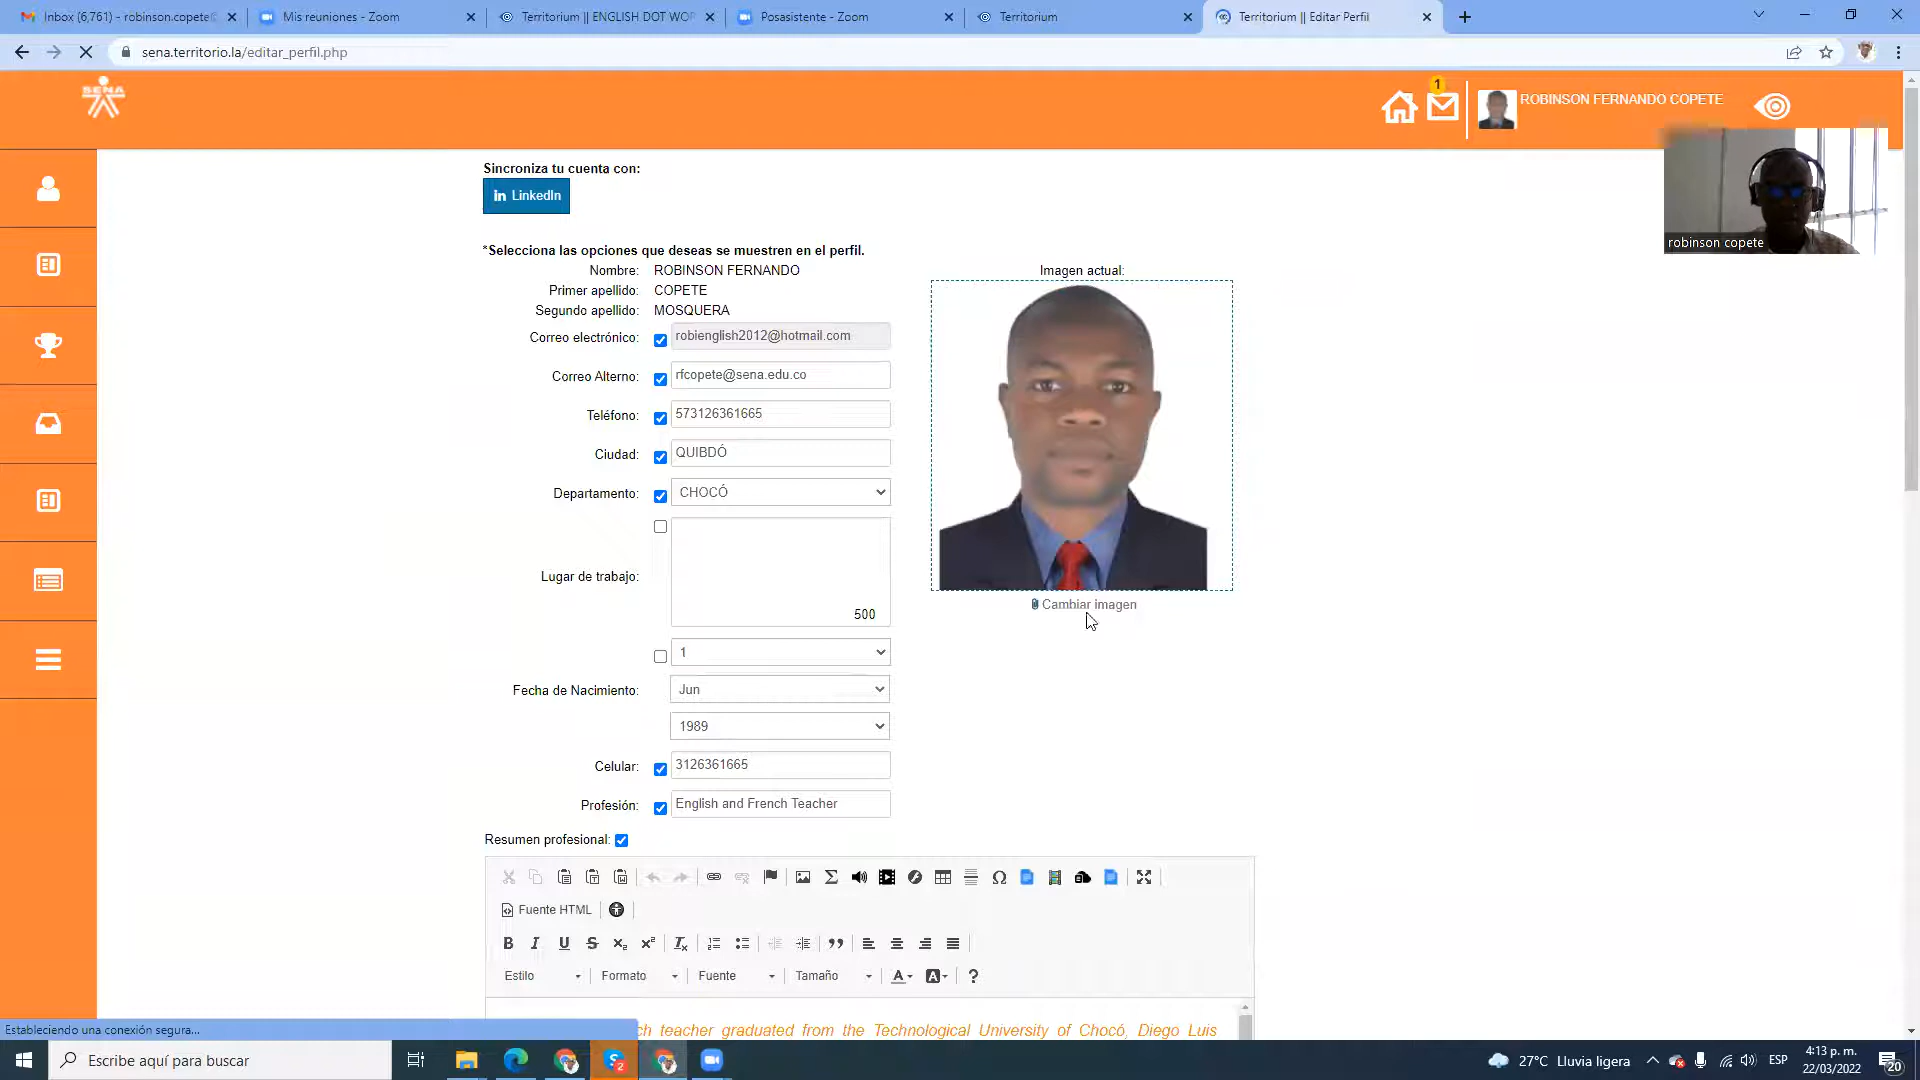 Inbox (6,761) - robinson.copete@
Mis reuniones - Zoom
Territorium || ENGLISH DOT WOR
Posasistente - Zoom
Territorium
Territorium || Editar Perfil
sena.territorio.la/editar_perfil.php
SENA
1
ROBINSON FERNANDO COPETE
robinson copete
Sincroniza tu cuenta con:
in LinkedIn
*Selecciona las opciones que deseas se muestren en el perfil.
Nombre: ROBINSON FERNANDO
Imagen actual:
Primer apellido: COPETE
Segundo apellido: MOSQUERA
Correo electrónico: robienglish2012@hotmail.com
Correo Alterno: rfcopete@sena.edu.co
Teléfono: 573126361665
Ciudad: QUIBDÓ
Departamento: CHOCÓ
Lugar de trabajo:
500
Cambiar imagen
1
Fecha de Nacimiento: Jun
1989
Celular: 3126361665
Profesión: English and French Teacher
Resumen profesional:
Fuente HTML
Estilo Formato Fuente Tamaño
ch teacher graduated from the Technological University of Chocó, Diego Luis
Estableciendo una conexión segura...
Escribe aquí para buscar
2
27°C Lluvia ligera
ESP
4:13 p. m.
22/03/2022
20